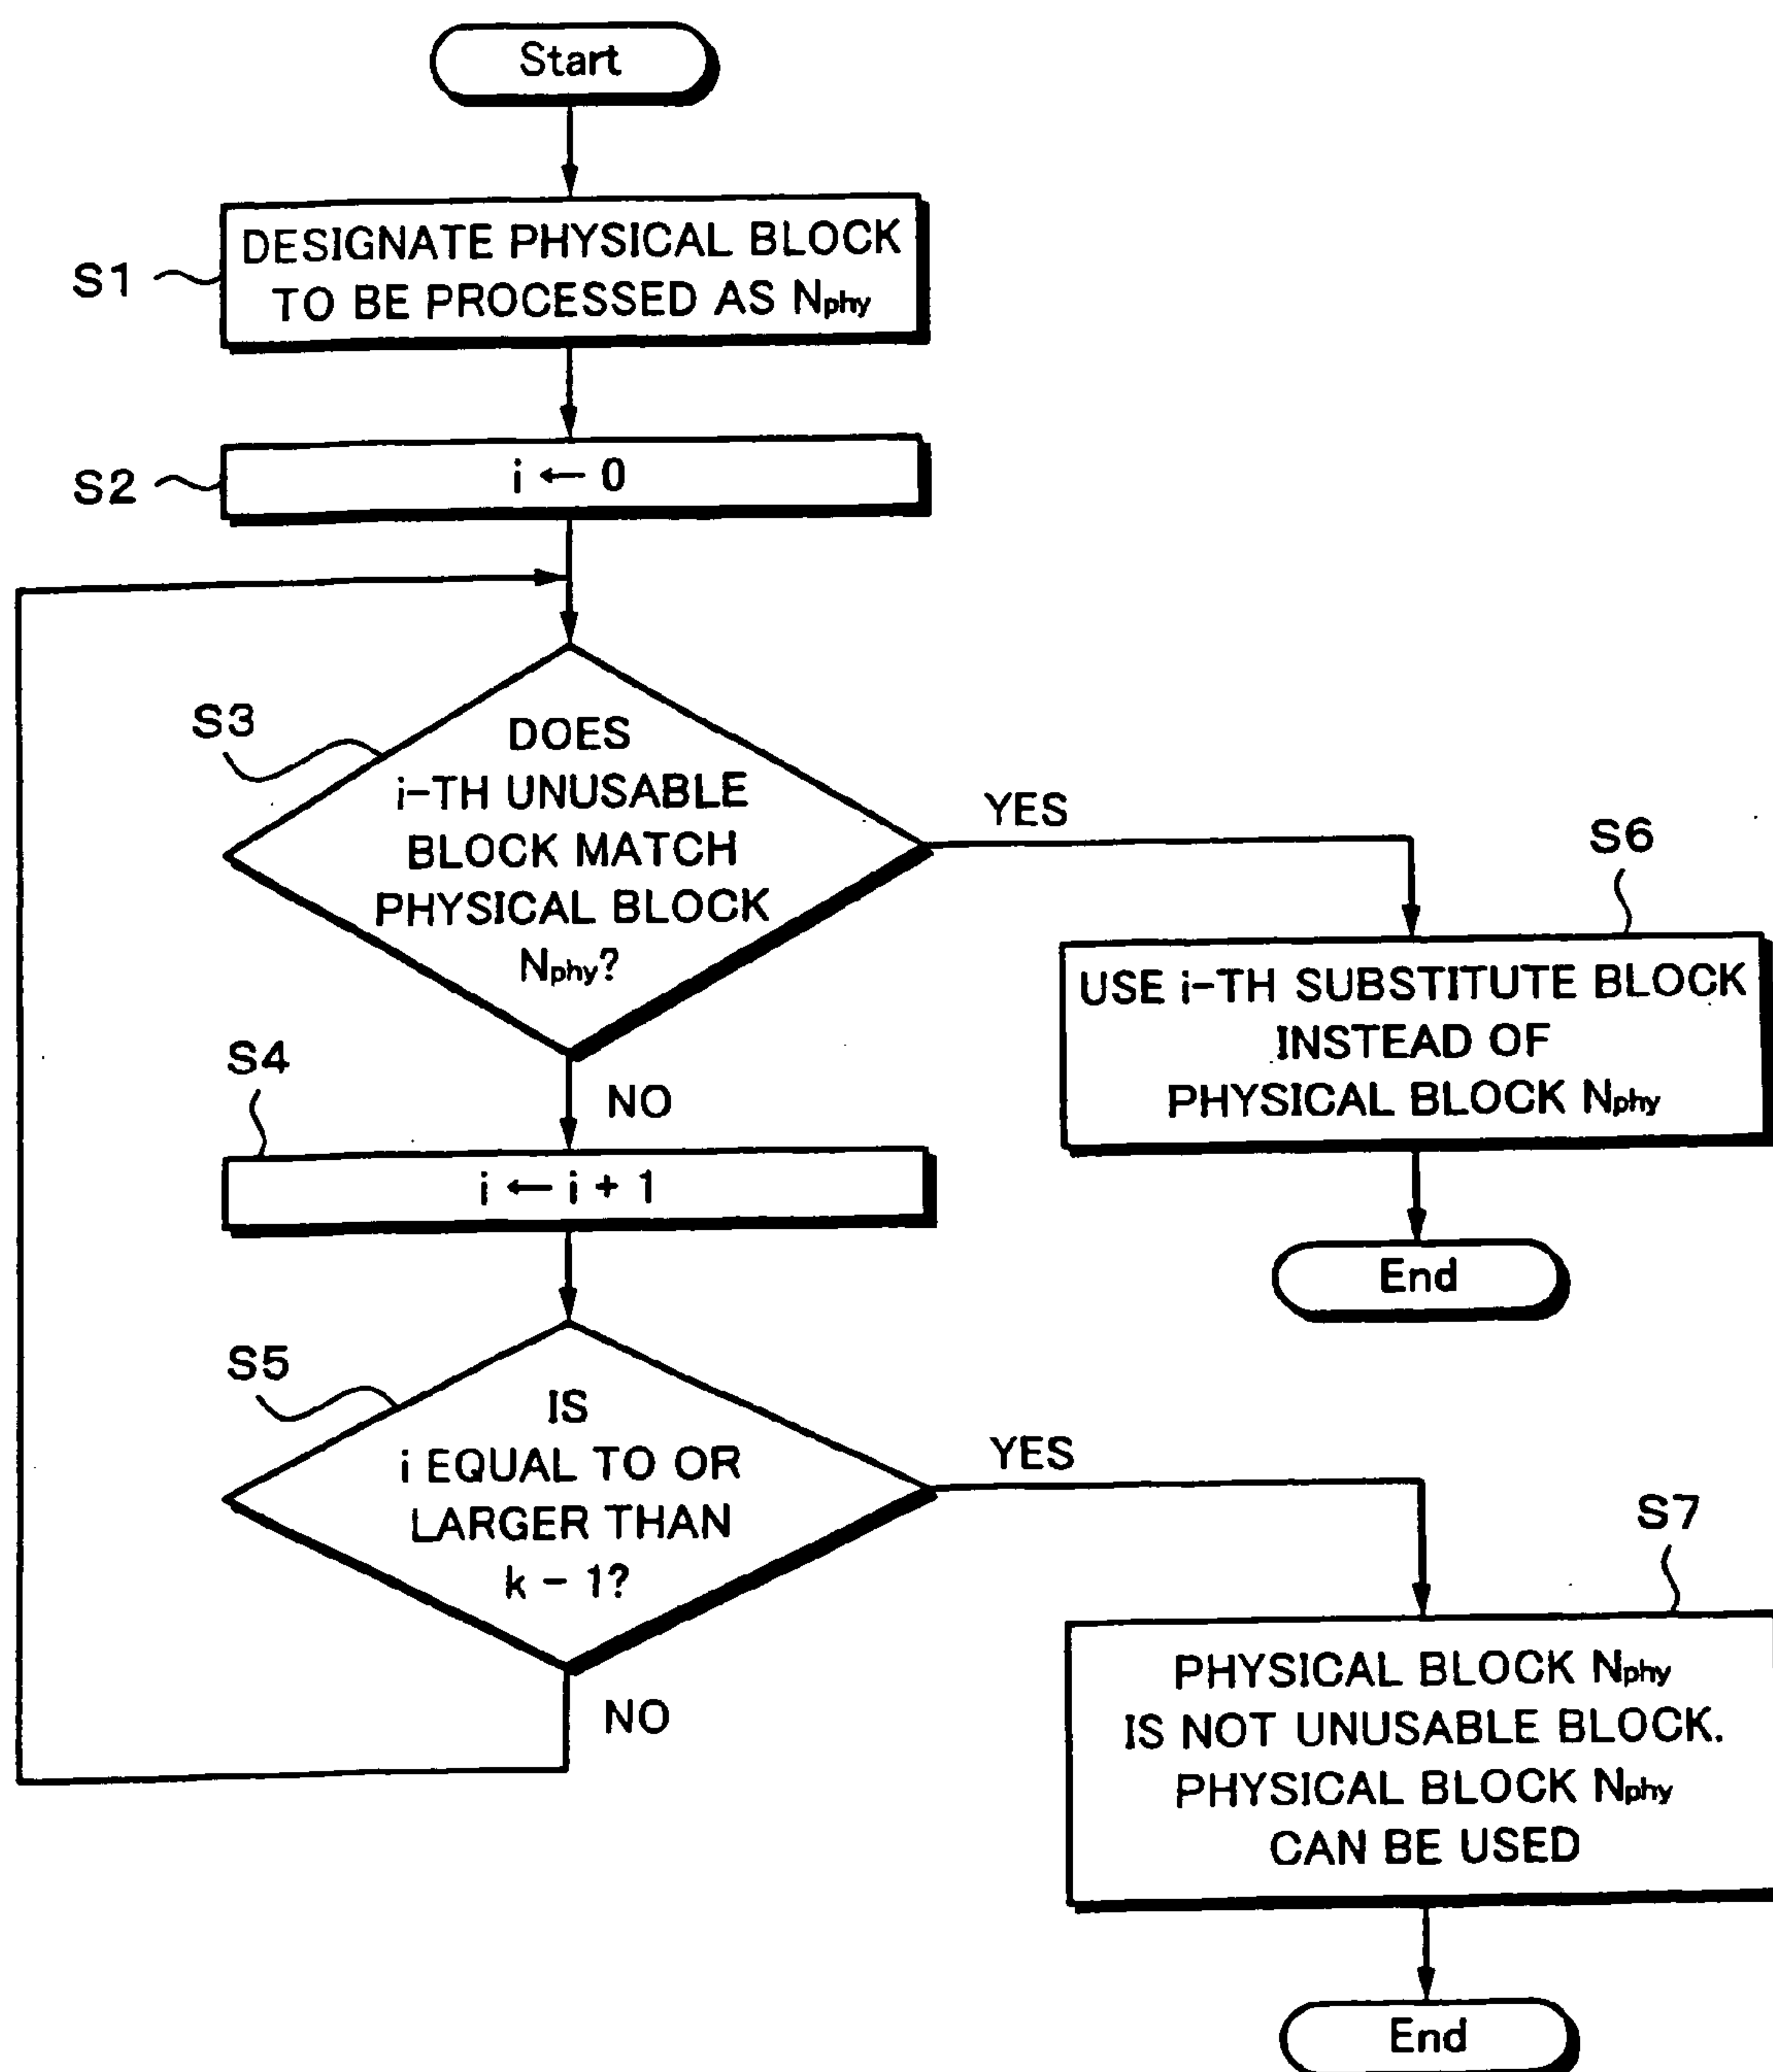 Start
S1
DESIGNATE PHYSICAL BLOCK
TO BE PROCESSED AS Nphy
S2
i ← 0
S3
DOES
i-TH UNUSABLE
BLOCK MATCH
PHYSICAL BLOCK
Nphy?
YES
S6
USE i-TH SUBSTITUTE BLOCK
INSTEAD OF
PHYSICAL BLOCK Nphy
End
NO
S4
i ← i + 1
S5
IS
i EQUAL TO OR
LARGER THAN
k - 1?
YES
S7
PHYSICAL BLOCK Nphy
IS NOT UNUSABLE BLOCK.
PHYSICAL BLOCK Nphy
CAN BE USED
End
NO